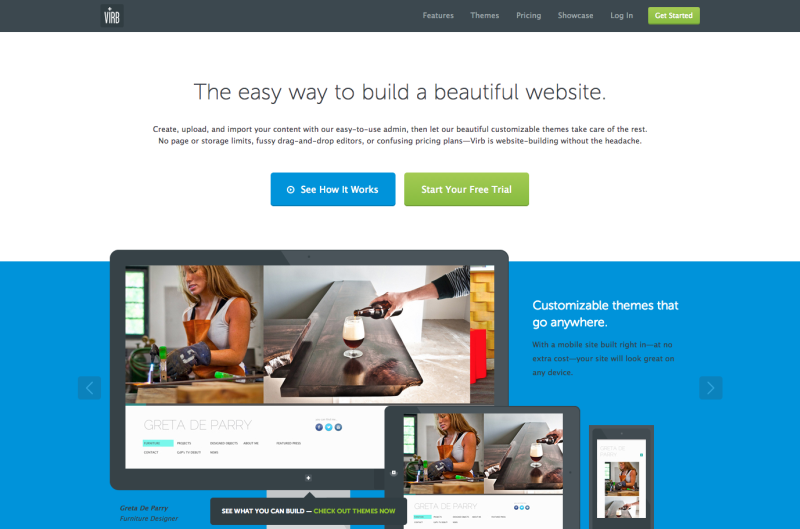 VIRB
Features Themes Pricing Showcase Log In Get Started
The easy way to build a beautiful website.
Create, upload, and import your content with our easy-to-use admin, then let our beautiful customizable themes take care of the rest.
No page or storage limits, fussy drag-and-drop editors, or confusing pricing plans—Virb is website-building without the headache.
See How It Works
Start Your Free Trial
Customizable themes that
go anywhere.
With a mobile site built right in—at no
extra cost—your site will look great on
any device.
GRETA DE PARRY
FURNITURE PROJECTS DESIGNED OBJECTS ABOUT ME FEATURED PRESS
CONTACT NEWS
GRETA DE PARRY
GRETA DE
PARRY
Greta De Parry
Furniture Designer
SEE WHAT YOU CAN BUILD — CHECK OUT THEMES NOW